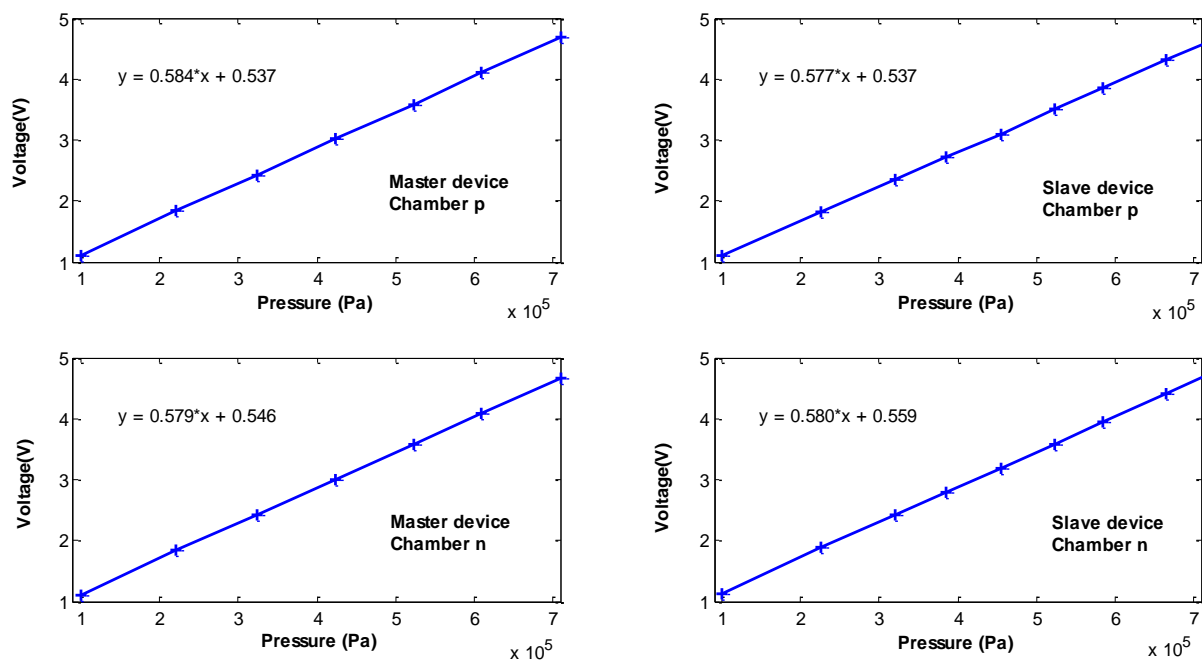 5
4
3
2
1
Voltage(V)
y = 0.584*x + 0.537
Master device
Chamber p
1 2 3 4 5 6 7
Pressure (Pa)
x 10^5
5
4
3
2
1
Voltage(V)
y = 0.577*x + 0.537
Slave device
Chamber p
1 2 3 4 5 6 7
Pressure (Pa)
x 10^5
5
4
3
2
1
Voltage(V)
y = 0.579*x + 0.546
Master device
Chamber n
1 2 3 4 5 6 7
Pressure (Pa)
x 10^5
5
4
3
2
1
Voltage(V)
y = 0.580*x + 0.559
Slave device
Chamber n
1 2 3 4 5 6 7
Pressure (Pa)
x 10^5